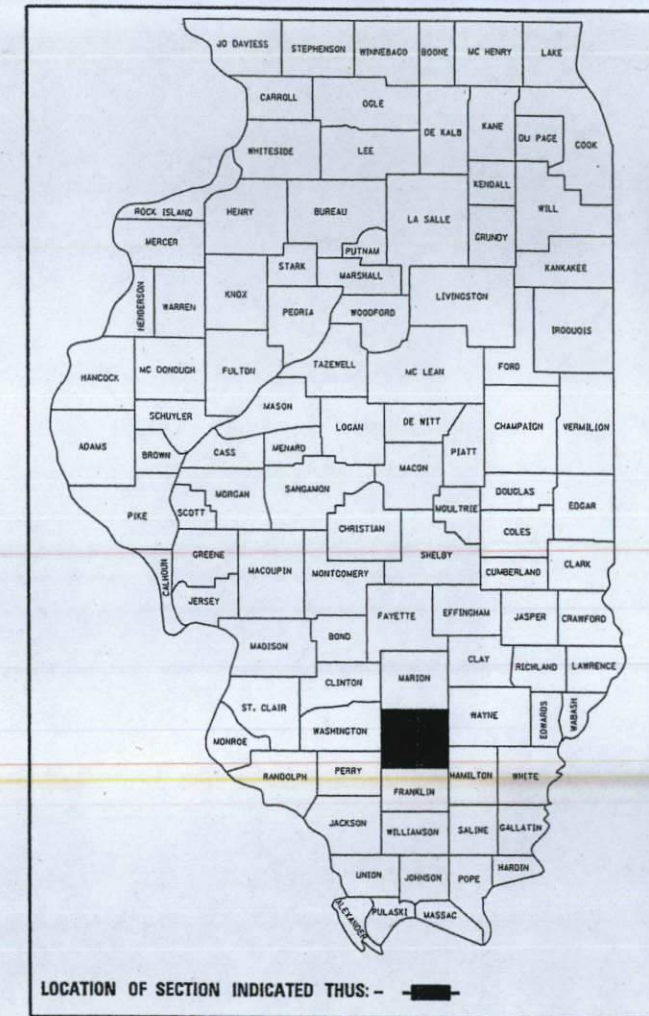 JO DAVIESS STEPHENSON WINNEBAGO BOONE MC HENRY LAKE
CARROLL OGLE DE KALB KANE DU PAGE COOK
WHITESIDE LEE
KENDALL WILL
ROCK ISLAND HENRY BUREAU LA SALLE GRUNDY
MERCER PUTNAM
STARK MARSHALL KANKAKEE
HENDERSON WARREN KNOX PEORIA WOODFORD LIVINGSTON IROQUOIS
HANCOCK MC DONOUGH FULTON TAZEWELL MC LEAN FORD
SCHUYLER MASON
ADAMS BROWN CASS MENARD LOGAN DE WITT PIATT CHAMPAIGN VERMILION
MACON
PIKE SCOTT MORGAN SANGAMON CHRISTIAN MOULTRIE DOUGLAS EDGAR
COLES
CALHOUN GREENE MACOUPIN MONTGOMERY SHELBY CUMBERLAND CLARK
JERSEY FAYETTE EFFINGHAM JASPER CRAWFORD
MADISON BOND
CLINTON MARION CLAY RICHLAND LAWRENCE
ST. CLAIR WASHINGTON WAYNE EDWARDS WABASH
MONROE
RANDOLPH PERRY FRANKLIN HAMILTON WHITE
JACKSON WILLIAMSON SALINE GALLATIN
UNION JOHNSON POPE HARDIN
ALEXANDER PULASKI MASSAC
LOCATION OF SECTION INDICATED THUS: -